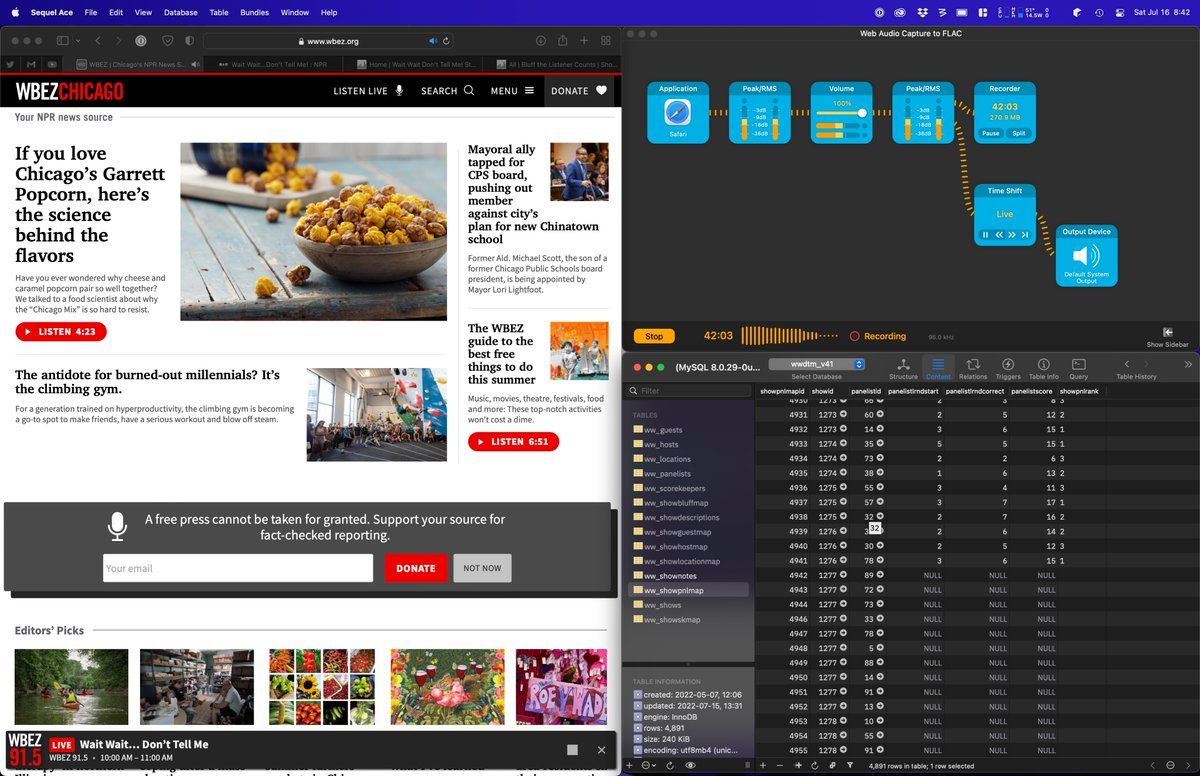 Sequel Ace File Edit View Database Table Bundles Window Help
Sat Jul 16 8:42
www.wbez.org
WBEZ | Chicago's NPR News S...
Wait Wait...Don't Tell Me! : NPR
Home | Wait Wait Don't Tell Me! St...
All | Bluff the Listener Counts | Sho...
WBEZCHICAGO
LISTEN LIVE SEARCH MENU DONATE
Your NPR news source
If you love
Chicago's Garrett
Popcorn, here's
the science
behind the
flavors
Have you ever wondered why cheese and
caramel popcorn pair so well together?
We talked to a food scientist about why
the "Chicago Mix" is so hard to resist.
LISTEN 4:23
Mayoral ally
tapped for
CPS board,
pushing out
member
against city's
plan for new Chinatown
school
Former Ald. Michael Scott, the son of a
former Chicago Public Schools board
president, is being appointed by
Mayor Lori Lightfoot.
The WBEZ
guide to the
best free
things to do
this summer
Music, movies, theatre, festivals, food
and more: These top-notch activities
won't cost a dime.
LISTEN 6:51
The antidote for burned-out millennials? It's
the climbing gym.
For a generation trained on hyperproductivity, the climbing gym is becoming
a go-to spot to make friends, have a serious workout and blow off steam.
A free press cannot be taken for granted. Support your source for
fact-checked reporting.
Your email
DONATE
NOT NOW
Editors' Picks
ROE V WADE
WBEZ
91.5
LIVE Wait Wait... Don't Tell Me
WBEZ 91.5 • 10:00 AM – 11:00 AM
Web Audio Capture to FLAC
Application
Safari
Peak/RMS
-3dB
-9dB
-18dB
-36dB
Volume
100%
Peak/RMS
-3dB
-9dB
-18dB
-36dB
Recorder
42:03
270.9 MB
Pause Split
Time Shift
Live
Output Device
Default System
Output
Stop 42:03 Recording 96.0 kHz
Show Sidebar
(MySQL 8.0.29-0u...
wwdtm_v41
Select Database
Structure Content Relations Triggers Table Info Query Table History
Filter
TABLES
ww_guests
ww_hosts
ww_locations
ww_panelists
ww_scorekeepers
ww_showbluffmap
ww_showdescriptions
ww_showguestmap
ww_showhostmap
ww_showlocationmap
ww_shownotes
ww_showpnlmap
ww_shows
ww_showskmap
TABLE INFORMATION
created: 2022-05-07, 12:06
updated: 2022-07-15, 13:31
engine: InnoDB
rows: 4,891
size: 240 KiB
encoding: utf8mb4 (unic...
showpnlmapid showid panelistid panelistlrndstart panelistlrndcorrect panelistscore showpnlrank
4930 1273 66 2 3 8 3
4931 1273 60 2 5 12 2
4932 1273 14 3 6 15 1
4933 1274 35 5 5 15 1
4934 1274 73 2 2 6 3
4935 1274 38 1 6 13 2
4936 1275 55 3 4 11 3
4937 1275 57 3 7 17 1
4938 1275 32 2 7 16 2
32
4939 1276 2 6 14 2
4940 1276 30 2 5 12 3
4941 1276 78 3 6 15 1
4942 1277 89 NULL NULL NULL
4943 1277 72 NULL NULL NULL
4944 1277 73 NULL NULL NULL
4946 1277 33 NULL NULL NULL
4947 1277 78 NULL NULL NULL
4948 1277 5 NULL NULL NULL
4949 1277 88 NULL NULL NULL
4950 1277 14 NULL NULL NULL
4951 1277 91 NULL NULL NULL
4952 1277 13 NULL NULL NULL
4953 1278 10 NULL NULL NULL
4954 1278 55 NULL NULL NULL
4955 1278 91 NULL NULL NULL
4,891 rows in table; 1 row selected